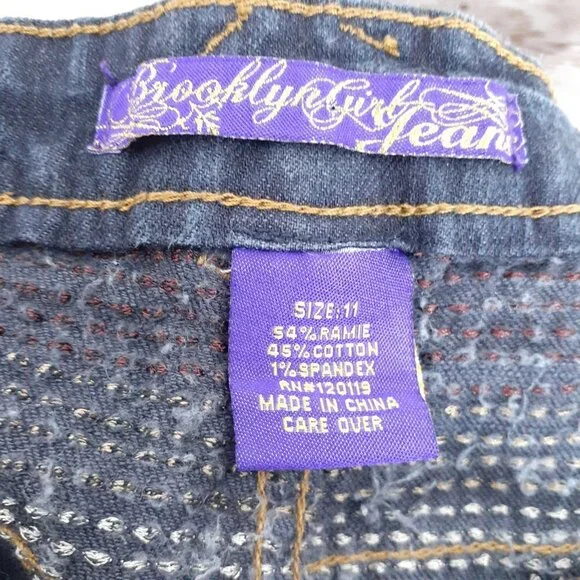 Brooklyn Girl
Jeans
SIZE: 11
54% RAMIE
45% COTTON
1% SPANDEX
RN#120119
MADE IN CHINA
CARE OVER